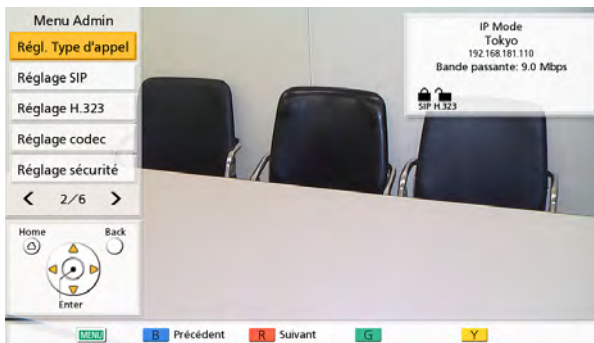 Menu Admin
Régl. Type d'appel
Réglage SIP
Réglage H.323
Réglage codec
Réglage sécurité
2/6
Home
Back
Enter
IP Mode
Tokyo
192.168.181.110
Bande passante: 9.0 Mbps
SIP H.323
MENU
B Précédent
R Suivant
G
Y